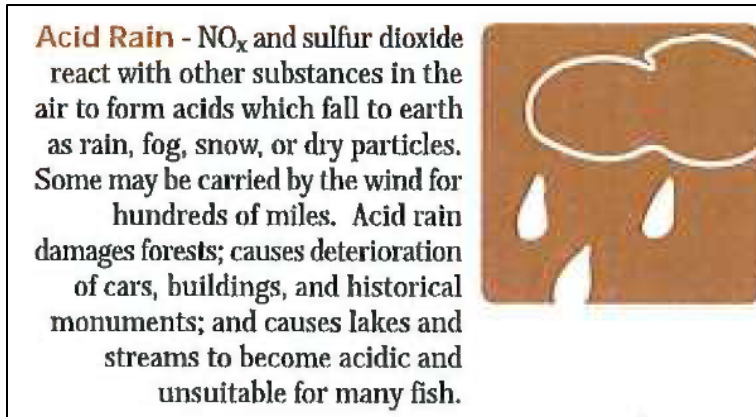 Acid Rain - NOx and sulfur dioxide
react with other substances in the
air to form acids which fall to earth
as rain, fog, snow, or dry particles.
Some may be carried by the wind for
hundreds of miles. Acid rain
damages forests; causes deterioration
of cars, buildings, and historical
monuments; and causes lakes and
streams to become acidic and
unsuitable for many fish.